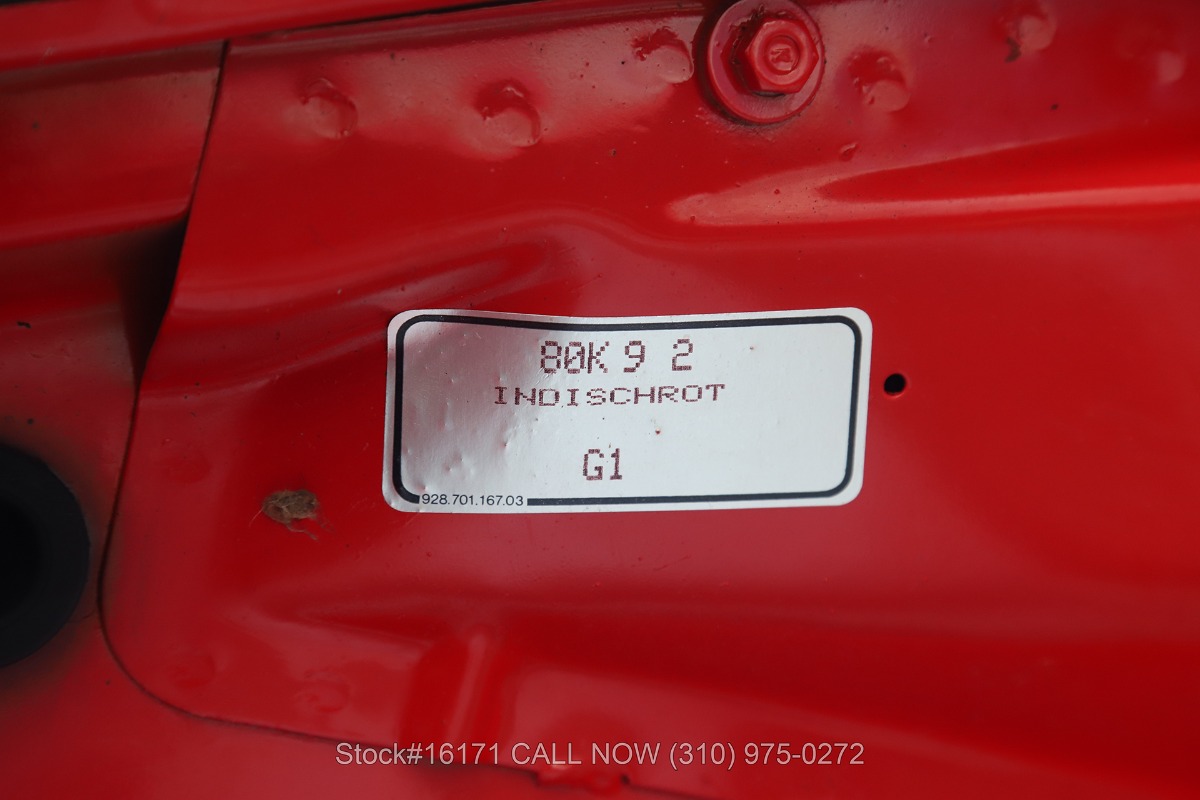 80K 9 2
INDISCHROT
G1
928.701.167.03
Stock#16171 CALL NOW (310) 975-0272